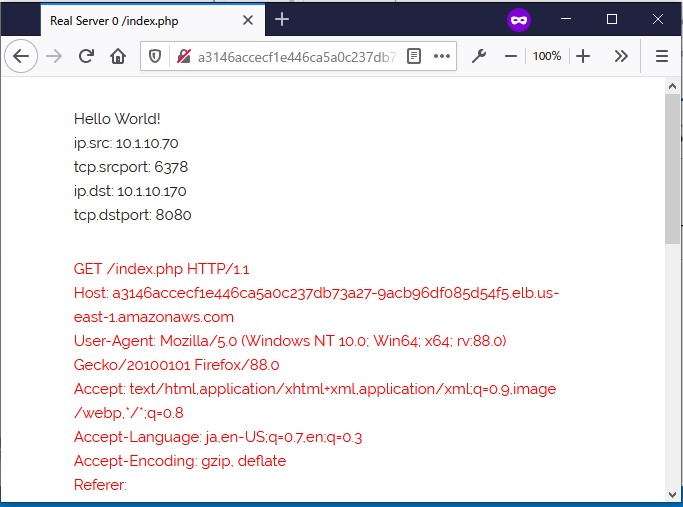 Real Server 0 /index.php
a3146accecf1e446ca5a0c237db7
100%
Hello World!
ip.src: 10.1.10.70
tcp.srcport: 6378
ip.dst: 10.1.10.170
tcp.dstport: 8080
GET /index.php HTTP/1.1
Host: a3146accecf1e446ca5a0c237db73a27-9acb96df085d54f5.elb.us-
east-1.amazonaws.com
User-Agent: Mozilla/5.0 (Windows NT 10.0; Win64; x64; rv:88.0)
Gecko/20100101 Firefox/88.0
Accept: text/html,application/xhtml+xml,application/xml;q=0.9,image
/webp,*/*;q=0.8
Accept-Language: ja,en-US;q=0.7,en;q=0.3
Accept-Encoding: gzip, deflate
Referer: